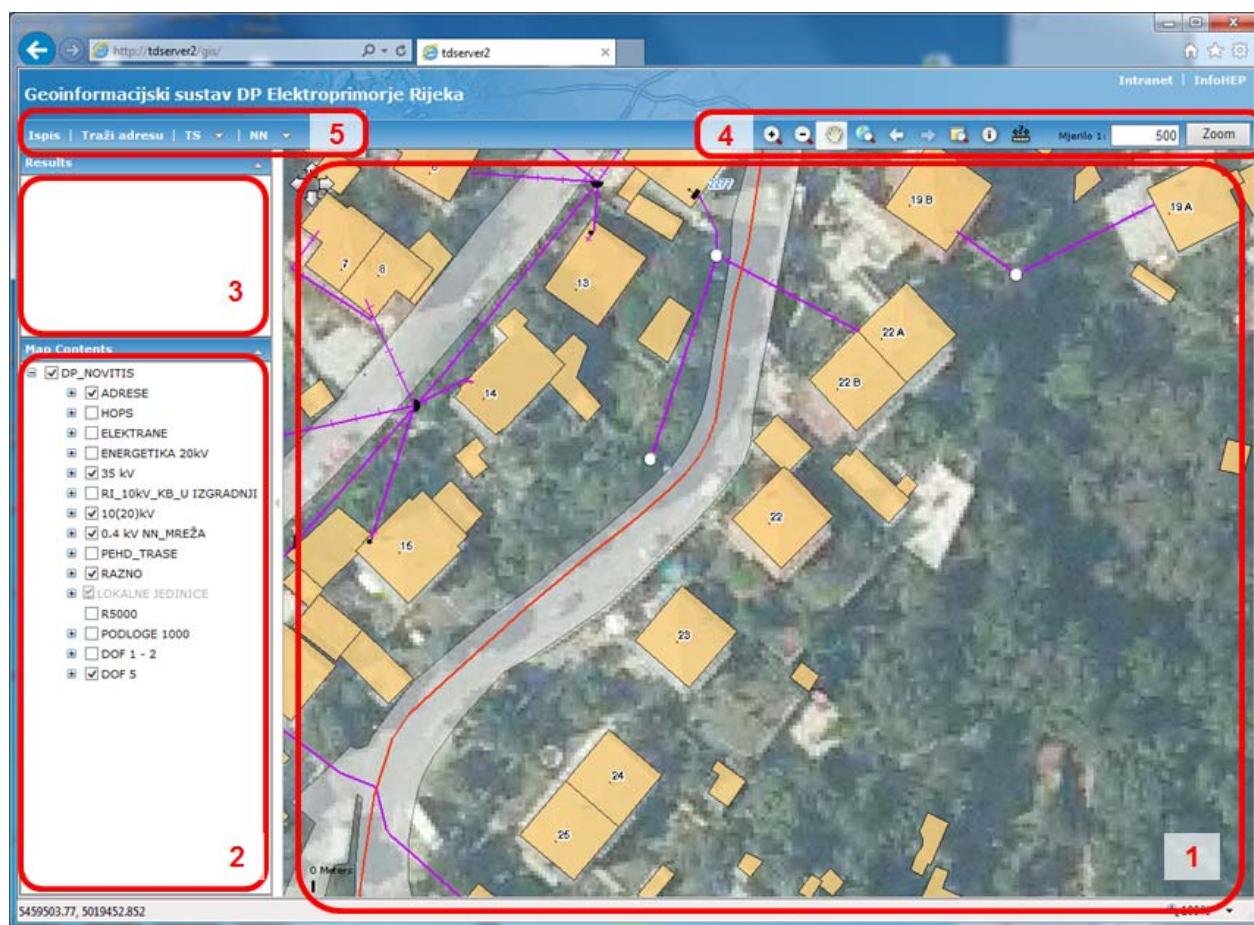 http://tdserver2/gis/
tdserver2
Intranet | InfoHEP
Geoinformacijski sustav DP Elektroprimorje Rijeka
Ispis | Traži adresu | TS | NN
5
4
Mjerilo 1:
500
Zoom
Results
3
Map Contents
DP_NOVITIS
ADRESE
HOPS
ELEKTRANE
ENERGETIKA 20kV
35 kV
RI_10kV_KB_U IZGRADNJI
10(20)kV
0.4 kV NN_MREŽA
PEHD_TRASE
RAZNO
LOKALNE JEDINICE
R5000
PODLOGE 1000
DOF 1 - 2
DOF 5
2
2277
19 B
19 A
7
8
13
22 A
22 B
14
15
22
23
24
25
0 Meters
1
5459503.77, 5019452.852
100%